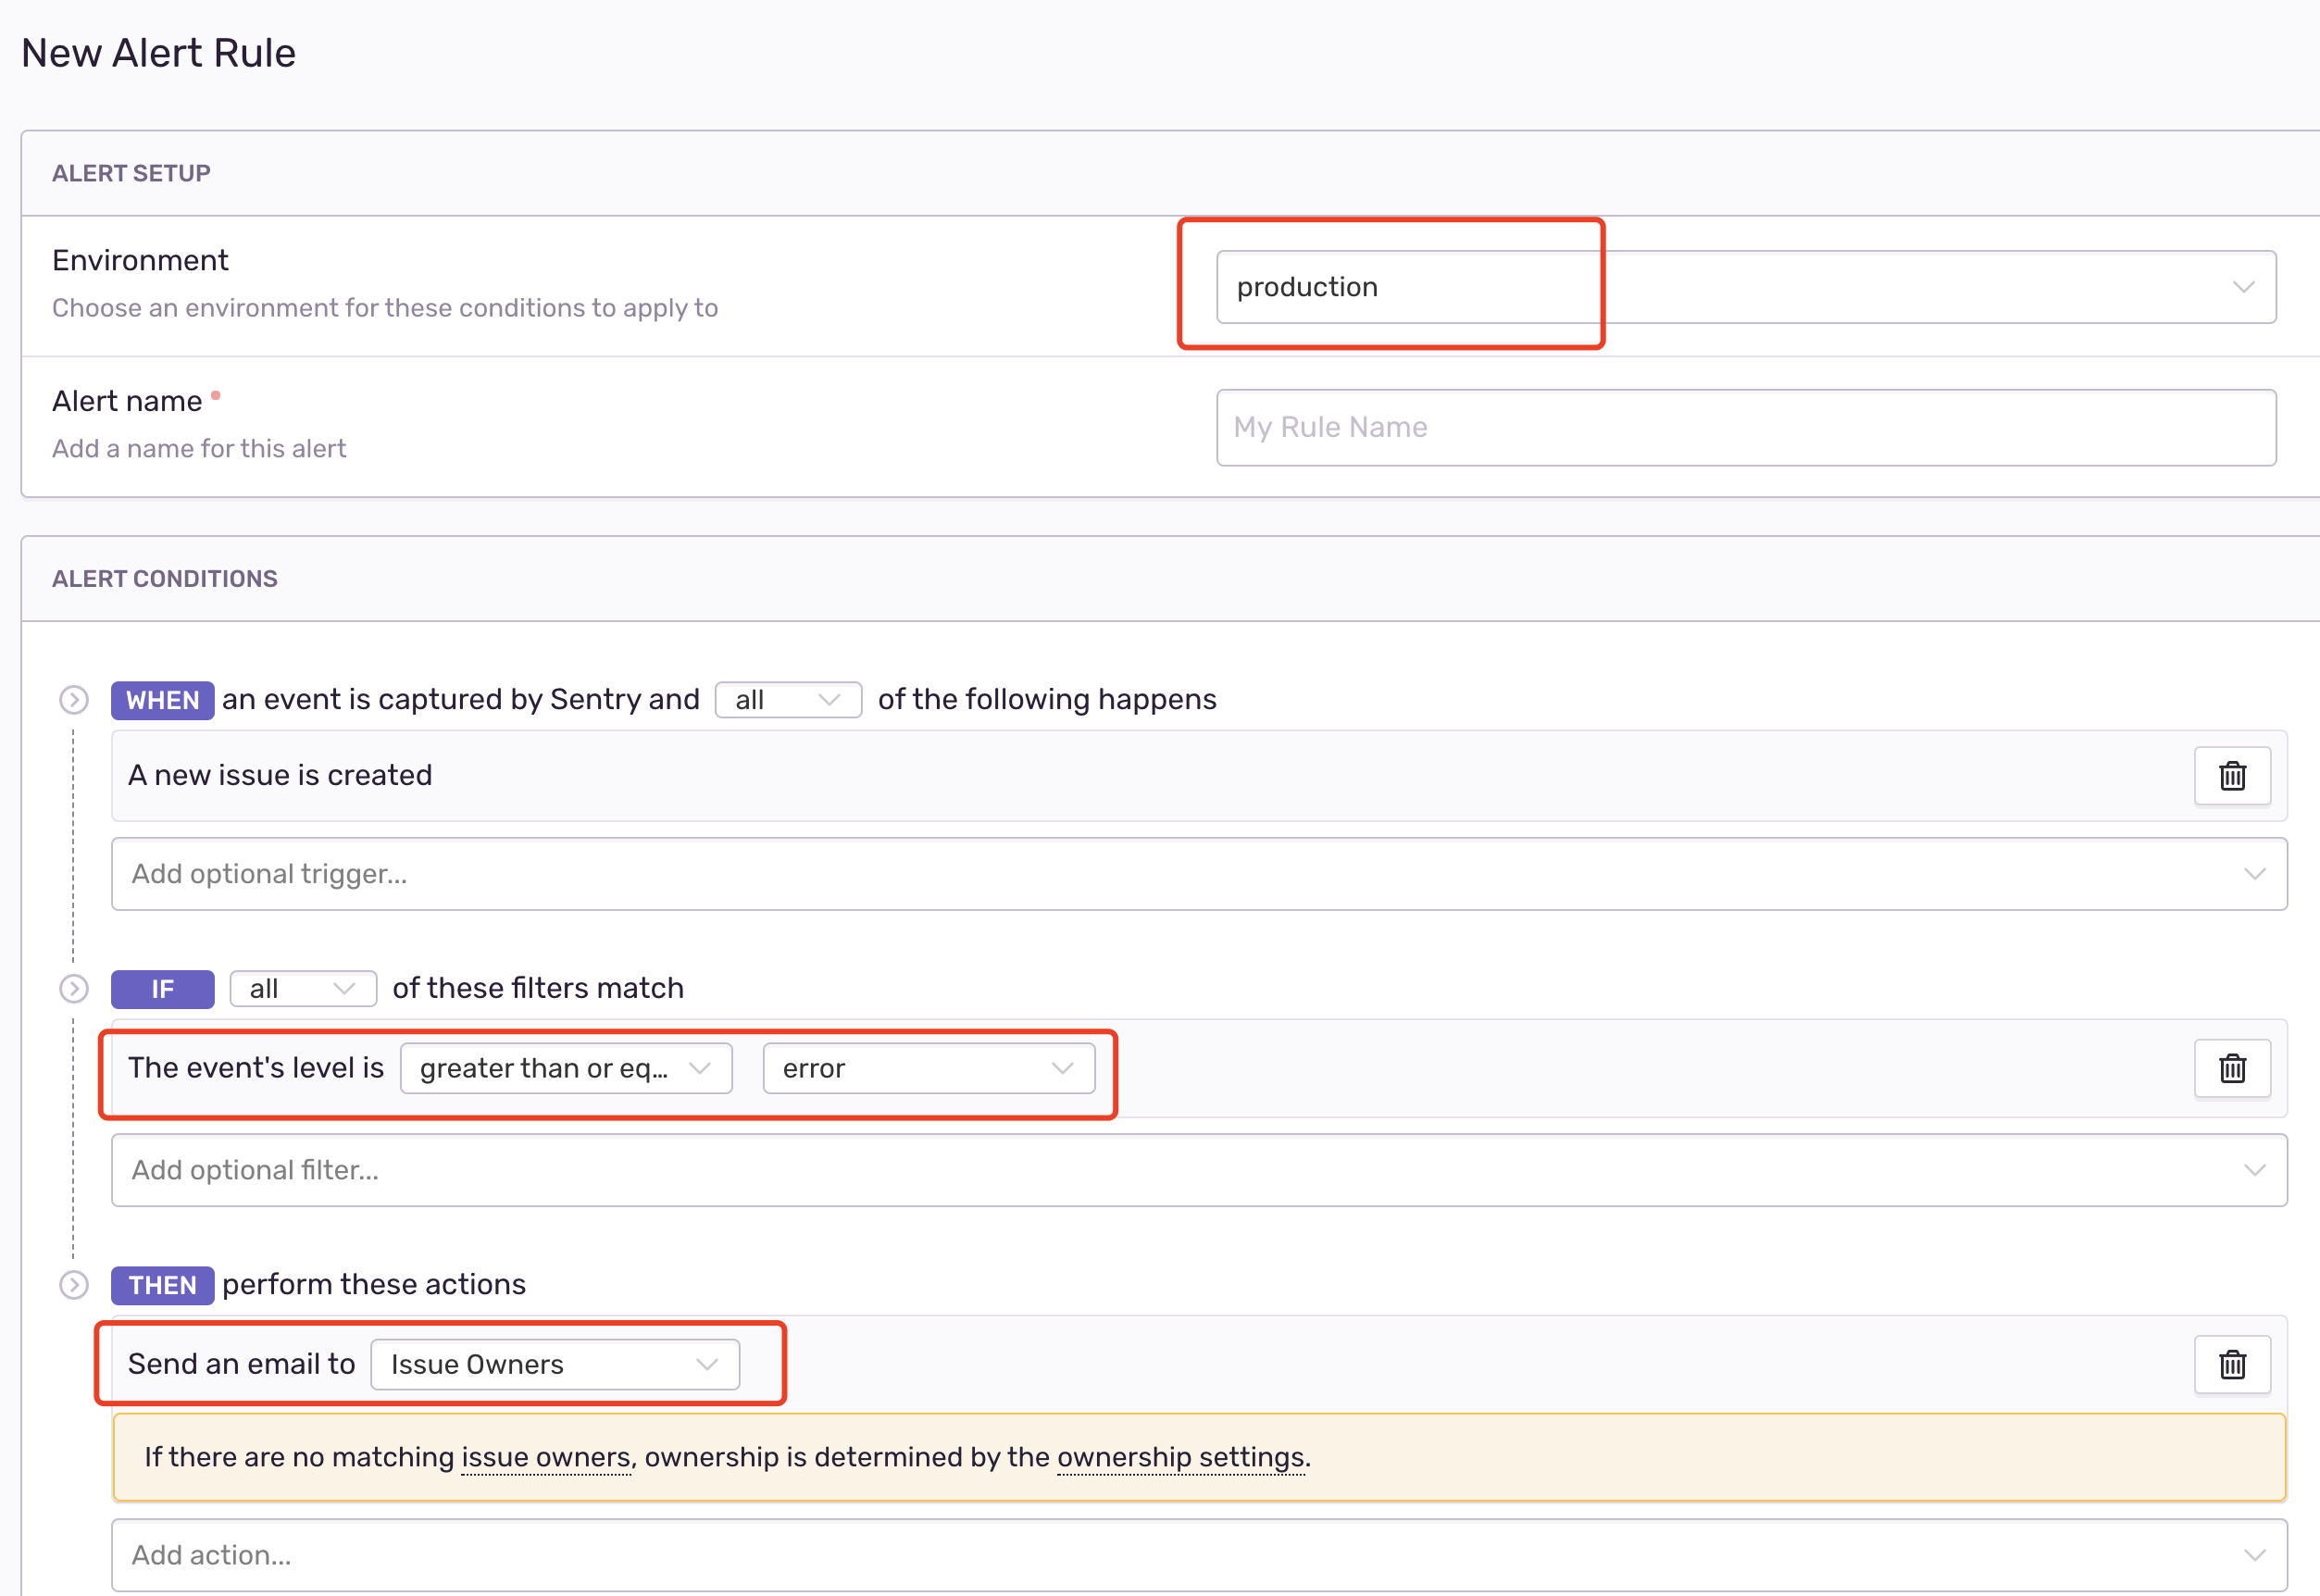 New Alert Rule
ALERT SETUP
Environment
Choose an environment for these conditions to apply to
production
Alert name
Add a name for this alert
My Rule Name
ALERT CONDITIONS
WHEN an event is captured by Sentry and all of the following happens
A new issue is created
Add optional trigger...
IF all of these filters match
The event's level is greater than or eq... error
Add optional filter...
THEN perform these actions
Send an email to Issue Owners
If there are no matching issue owners, ownership is determined by the ownership settings.
Add action...